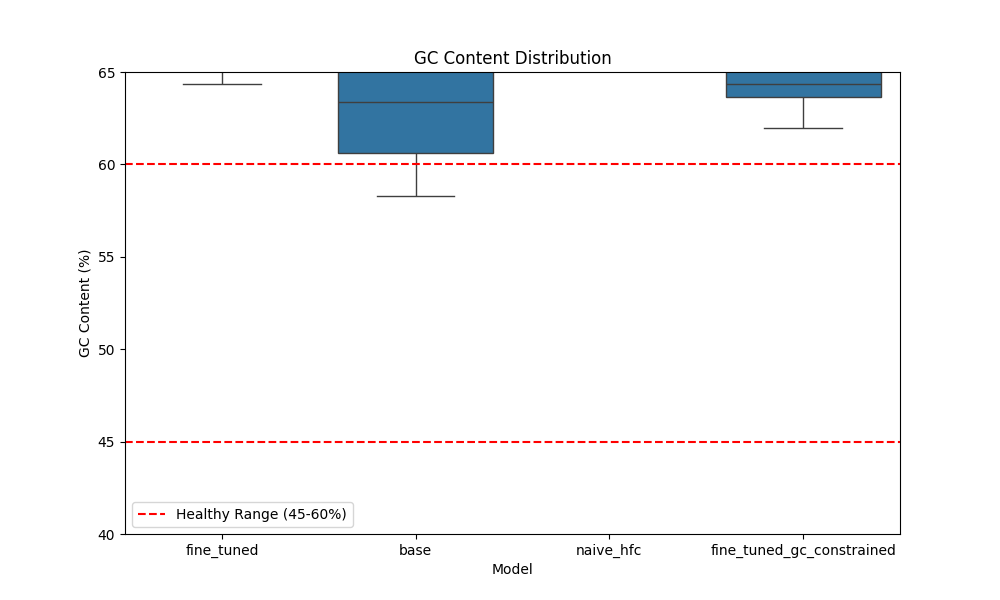 GC Content Distribution
65
60
55
50
45
40
GC Content (%)
Healthy Range (45-60%)
fine_tuned
base
naive_hfc
fine_tuned_gc_constrained
Model